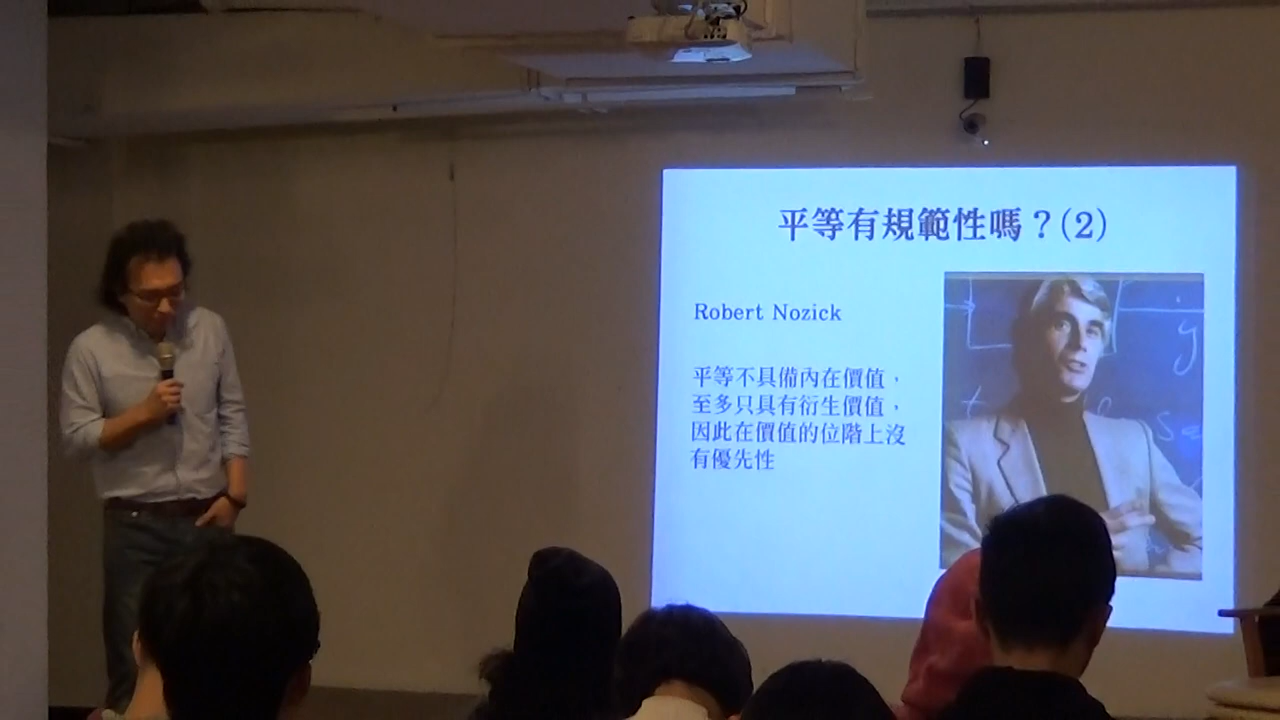 平等有規範性嗎？(2)
Robert Nozick
平等不具備內在價值，
至多只具有衍生價值，
因此在價值的位階上沒
有優先性
y
t